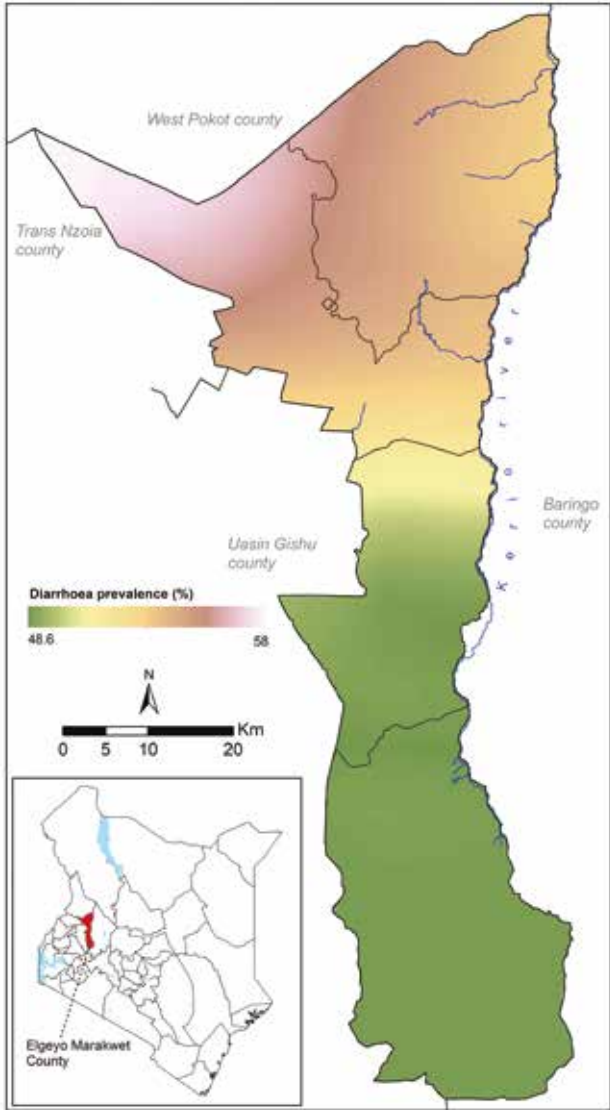 West Pokot county
Trans Nzoia
county
Kerio river
Baringo
county
Uasin Gishu
county
Diarrhoea prevalence (%)
48.6 58
N
Km
0 5 10 20
Elgeyo Marakwet
County